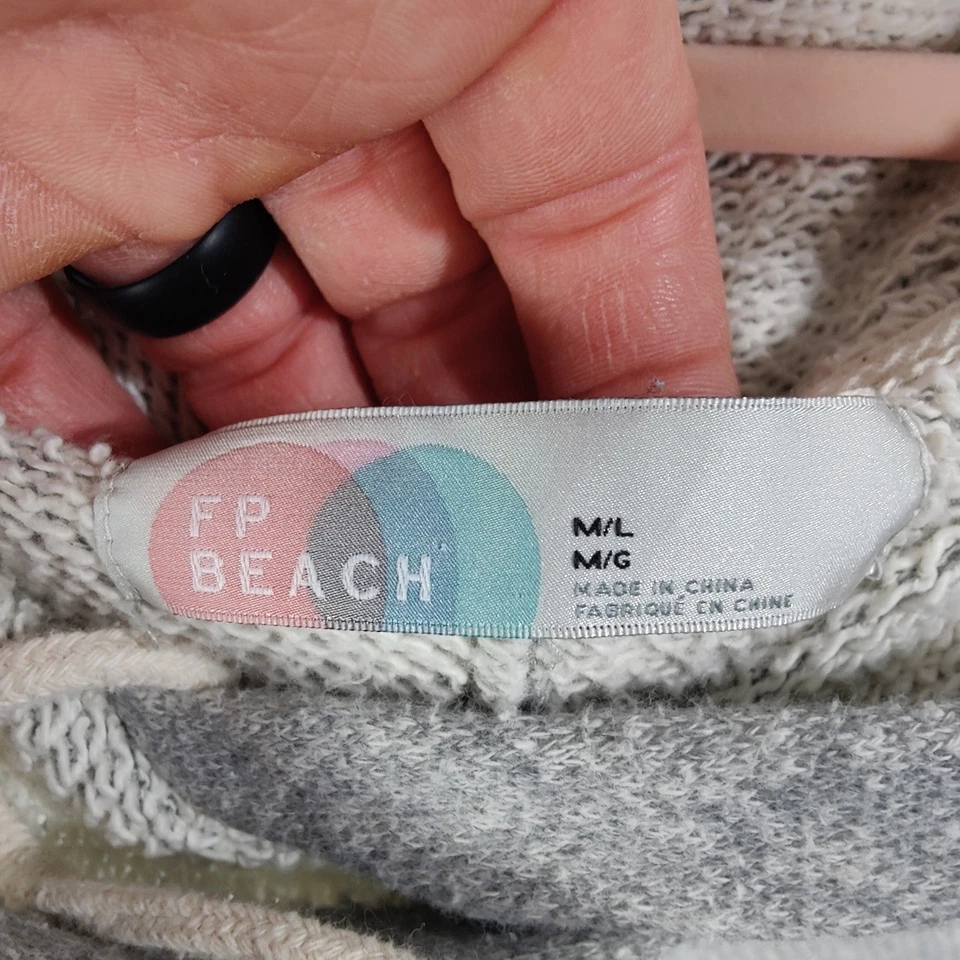 FP
BEACH
M/L
M/G
MADE IN CHINA
FABRIQUÉ EN CHINE